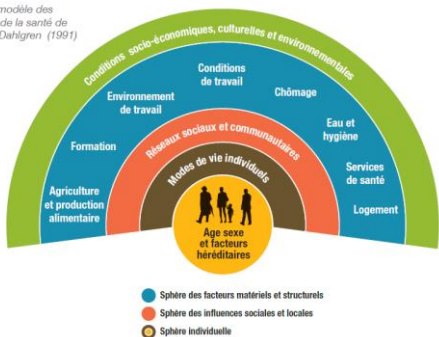 modèle des
de la santé de
Dahlgren (1991)
Conditions socio-économiques, culturelles et environnementales
Conditions
de travail
Environnement
de travail
Chômage
Formation
Eau et
hygiène
Agriculture
et production
alimentaire
Services
de santé
Logement
Réseaux sociaux et communautaires
Modes de vie individuels
Age sexe
et facteurs
héréditaires
Sphère des facteurs matériels et structurels
Sphère des influences sociales et locales
Sphère individuelle